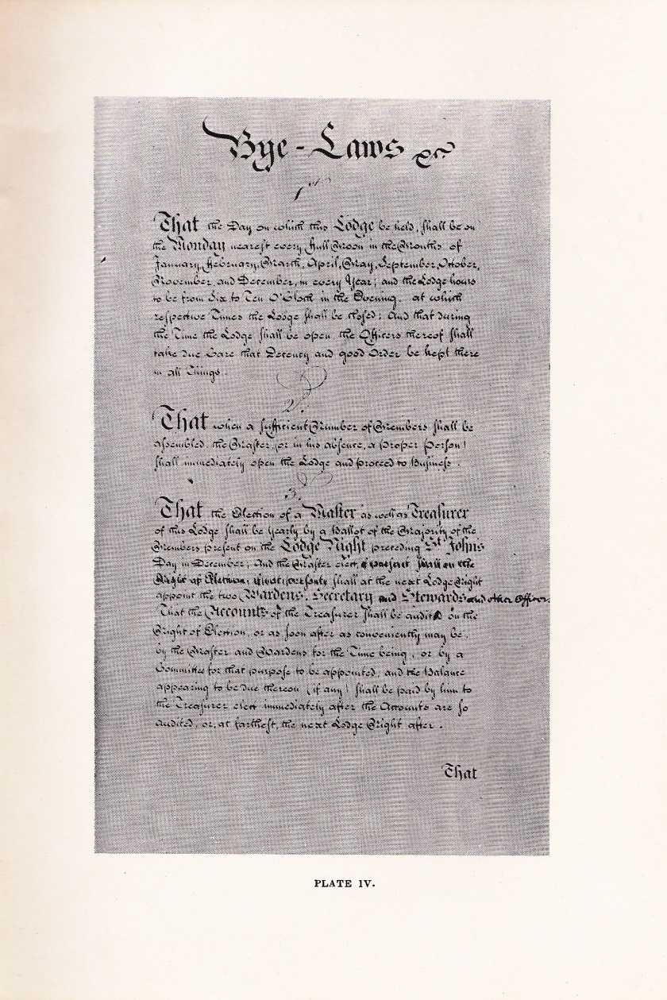 Bye-Laws &c
1st
That the Day on which this Lodge be held, shall be on
the Monday nearest every Full Moon in the Months of
January, February, March, April, May, September, October,
November and December, in every Year; and the Lodge hours
to be from Six to Ten O'Clock in the Evening. at which
respective Times the Lodge shall be closed: And that during
the Time the Lodge shall be open, the Officers thereof shall
take due Care that Decency and good Order be kept there
in all Things.
2.
That when a sufficient Number of Members shall be
assembled, the Master, (or in his absence, a proper person)
shall immediately open the Lodge and proceed to Business.
3.
That the Election of a Master as well as Treasurer
of this Lodge shall be yearly by a Ballot of the Majority of the
Members present on the Lodge Night preceding St. John's
Day in December; And the Master elect, if present, shall on the
Night of Election, shall at the next Lodge Night
appoint the two Wardens, Secretary and Stewards and other Officers.
That the Accounts of the Treasurer shall be audited on the
Night of Election, or as soon after as conveniently may be,
by the Master and Wardens for the Time being, or by a
Committee for that purpose to be appointed, and the Balance
appearing to be due thereon (if any) shall be paid by him to
the Treasurer elect immediately after the Accounts are so
audited, or, at farthest, the next Lodge Night after.
That
PLATE IV.